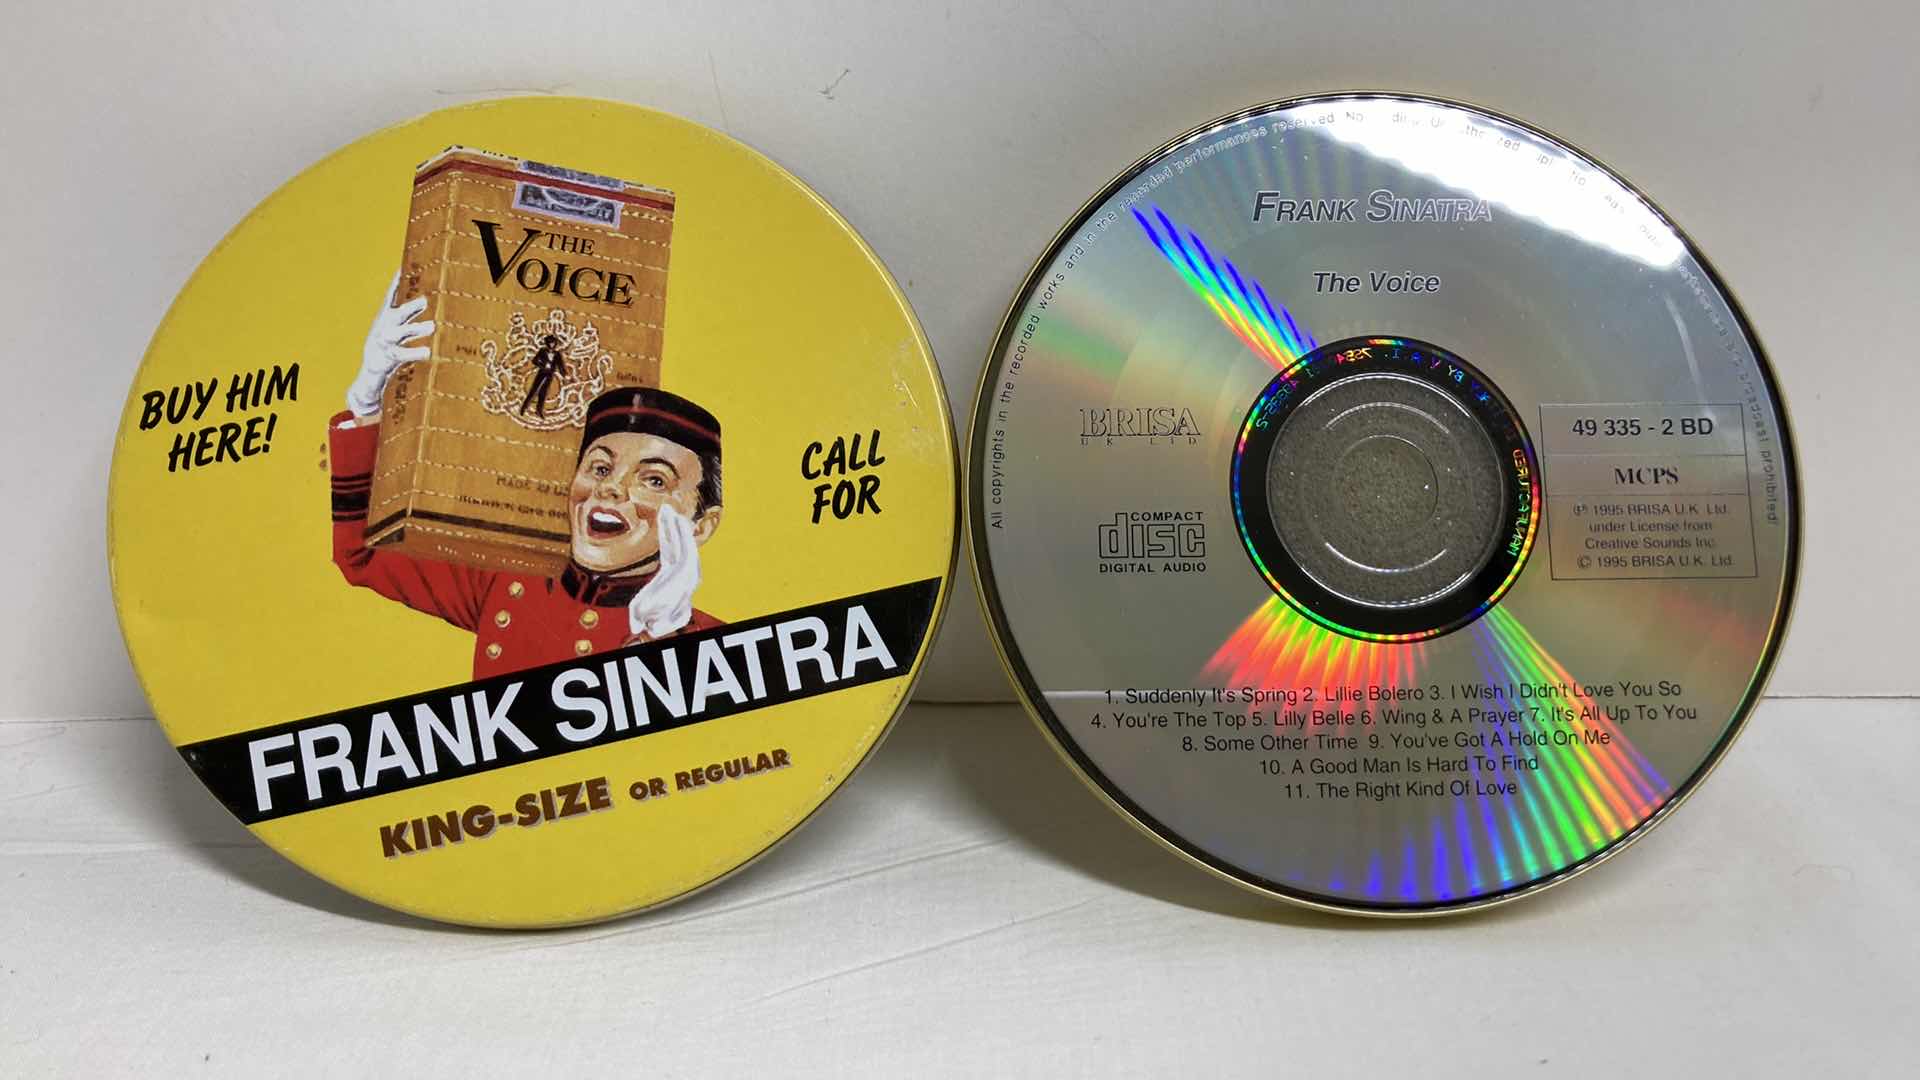 THE
VOICE
BUY HIM
HERE!
CALL
FOR
MADE
FRANK SINATRA
KING-SIZE OR REGULAR
All copyrights in the recorded works and in the recorded performances reserved. No
prohibited!
FRANK SINATRA
The Voice
BRISA
UK LTD
COMPACT
disc
DIGITAL AUDIO
49 335 - 2 BD
MCPS
℗ 1995 BRISA U.K. Ltd.
under License from
Creative Sounds Inc.
© 1995 BRISA U.K. Ltd.
1. Suddenly It's Spring 2. Lillie Bolero 3. I Wish I Didn't Love You So
4. You're The Top 5. Lilly Belle 6. Wing & A Prayer 7. It's All Up To You
8. Some Other Time 9. You've Got A Hold On Me
10. A Good Man Is Hard To Find
11. The Right Kind Of Love